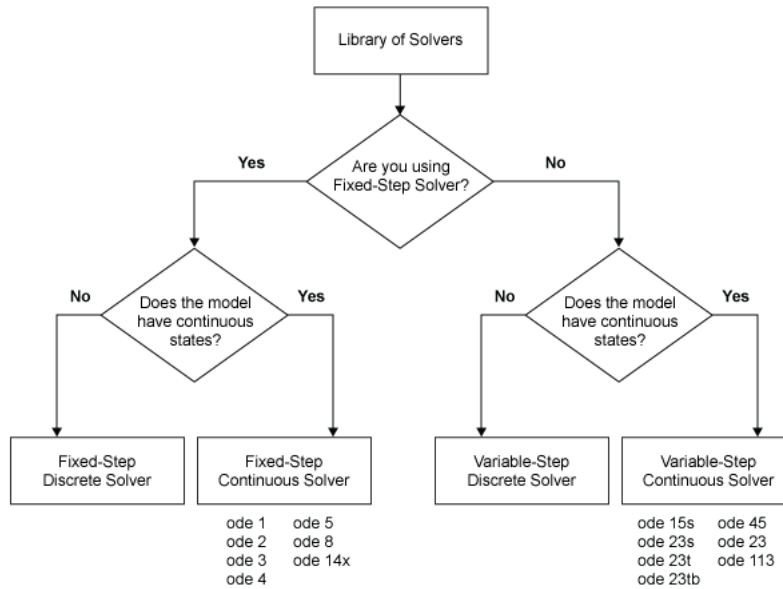 Library of Solvers
Yes
Are you using
Fixed-Step Solver?
No
No
Does the model
have continuous
states?
Yes
No
Does the model
have continuous
states?
Yes
Fixed-Step
Discrete Solver
Fixed-Step
Continuous Solver
Variable-Step
Discrete Solver
Variable-Step
Continuous Solver
ode 1 ode 5
ode 2 ode 8
ode 3 ode 14x
ode 4
ode 15s ode 45
ode 23s ode 23
ode 23t ode 113
ode 23tb